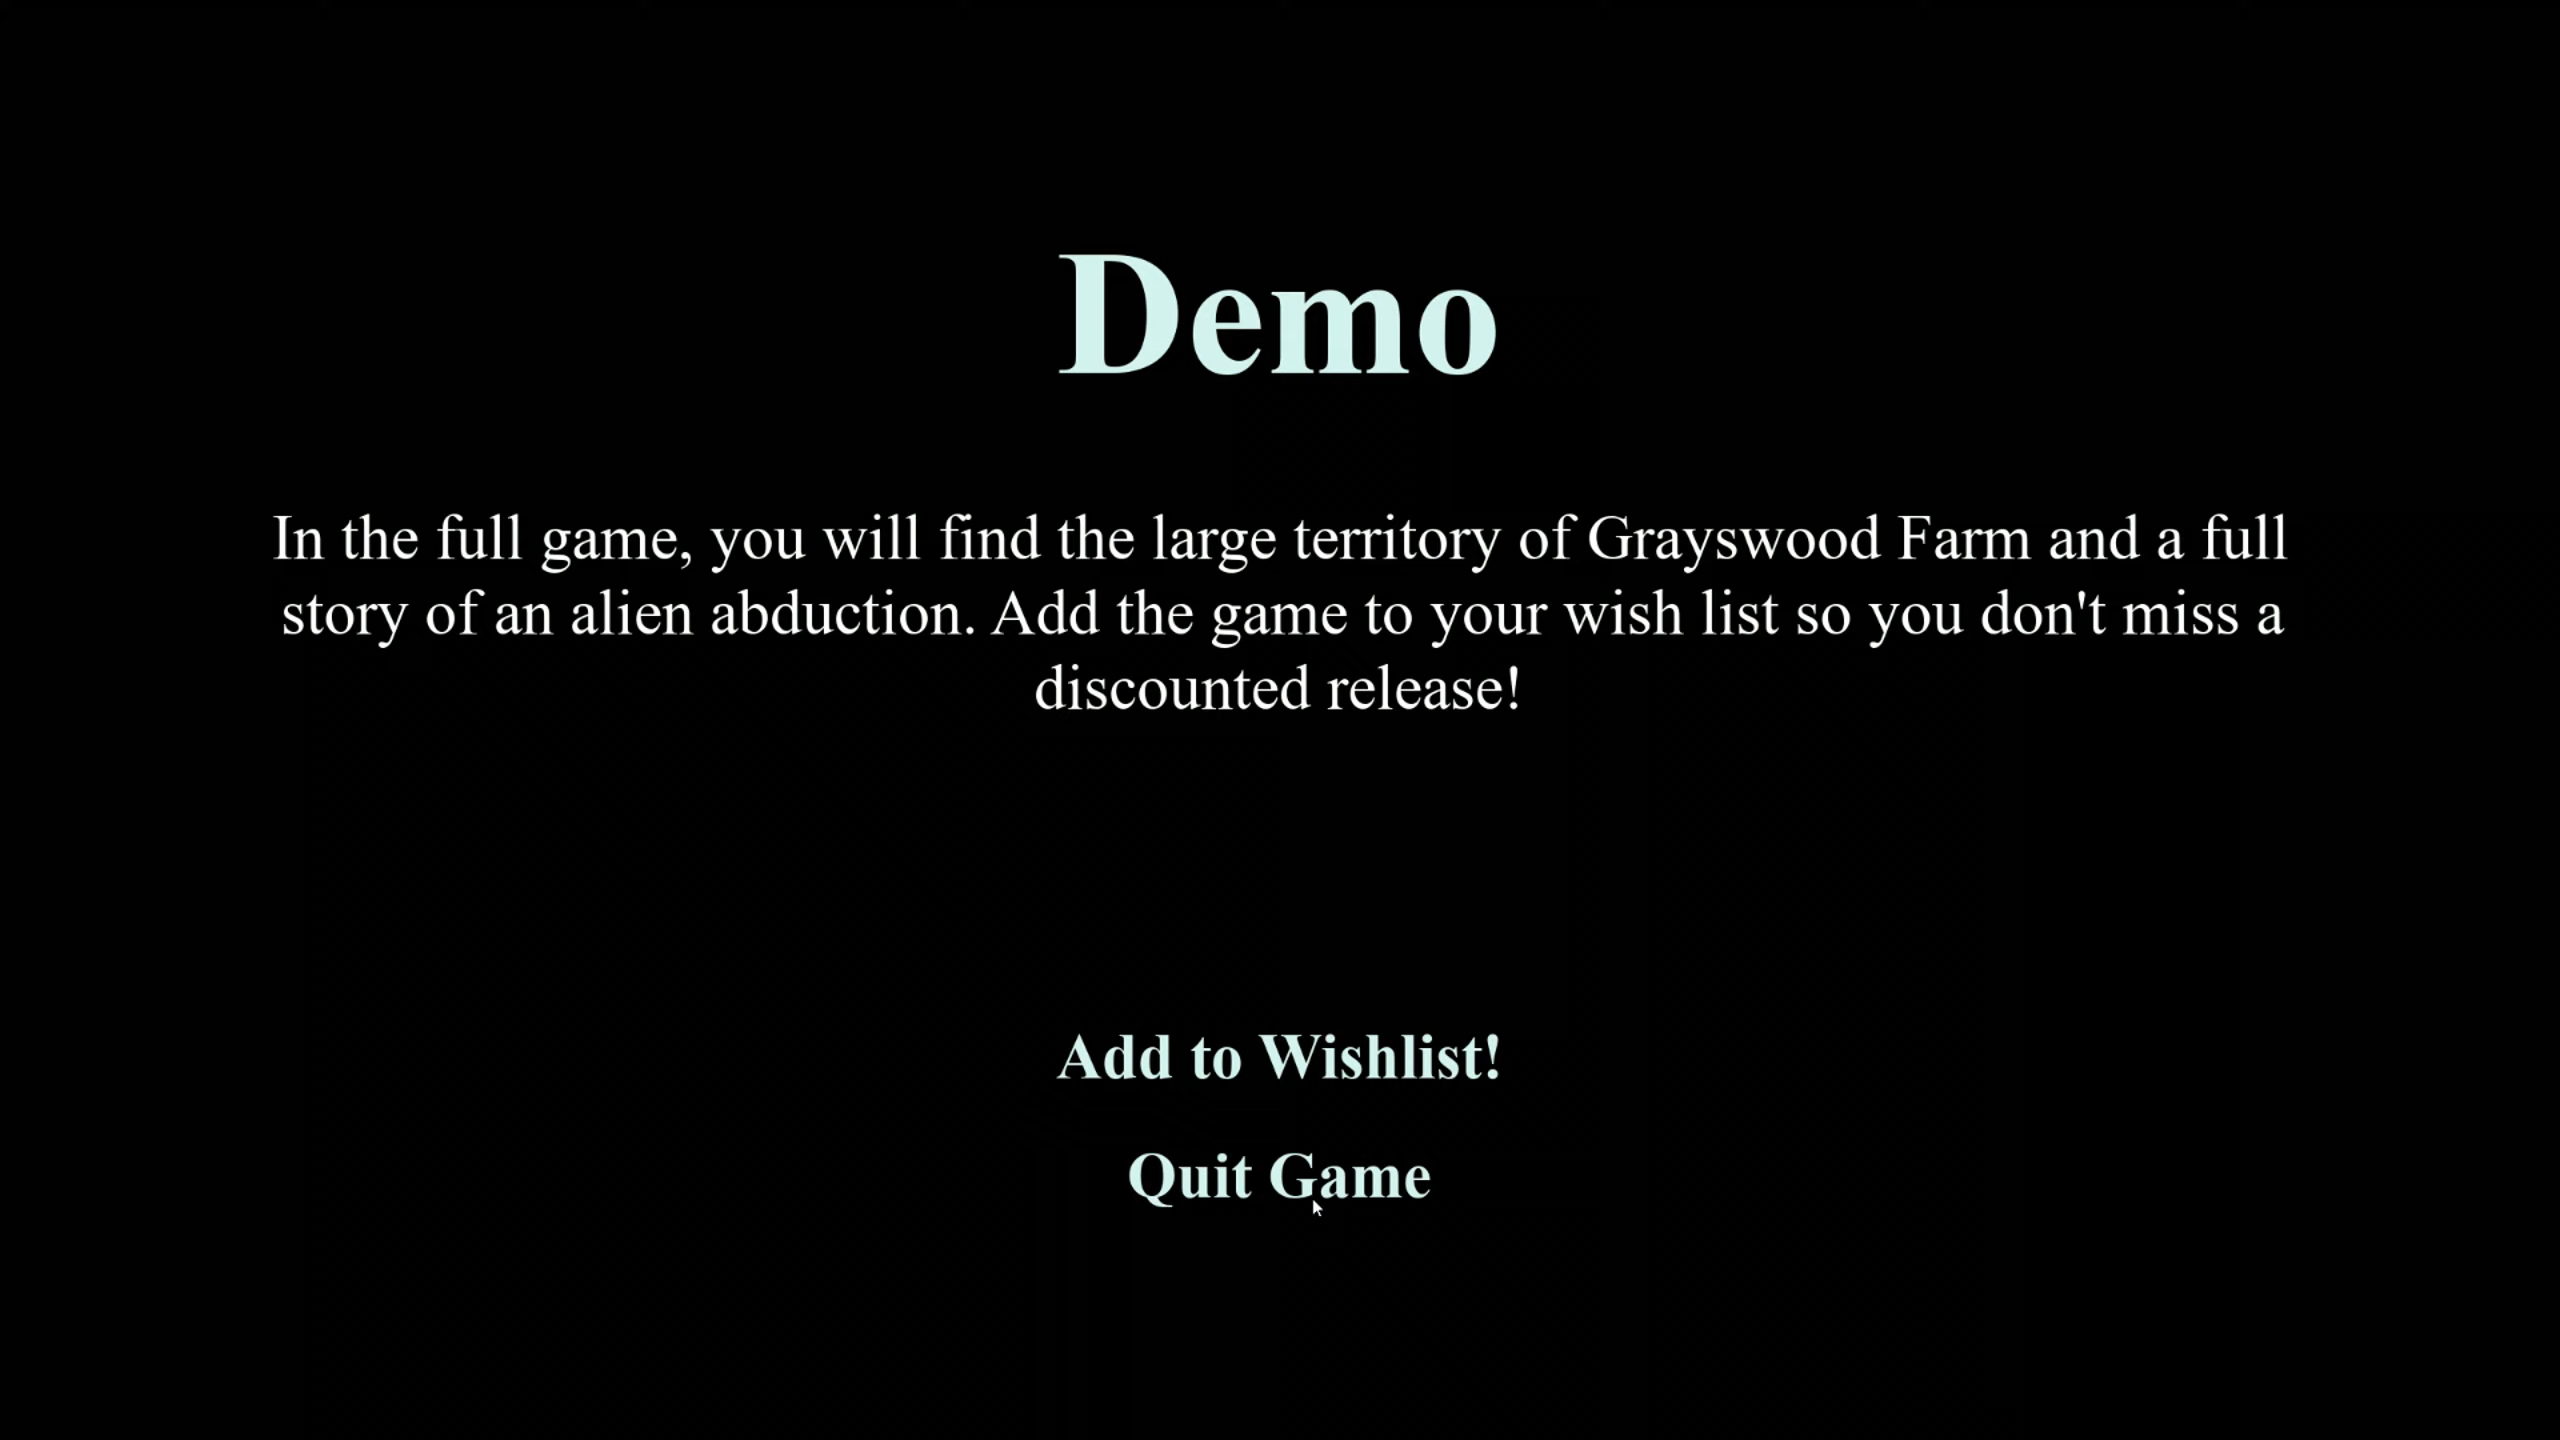 Demo
In the full game, you will find the large territory of Grayswood Farm and a full
story of an alien abduction. Add the game to your wish list so you don't miss a
discounted release!
Add to Wishlist!
Quit Game